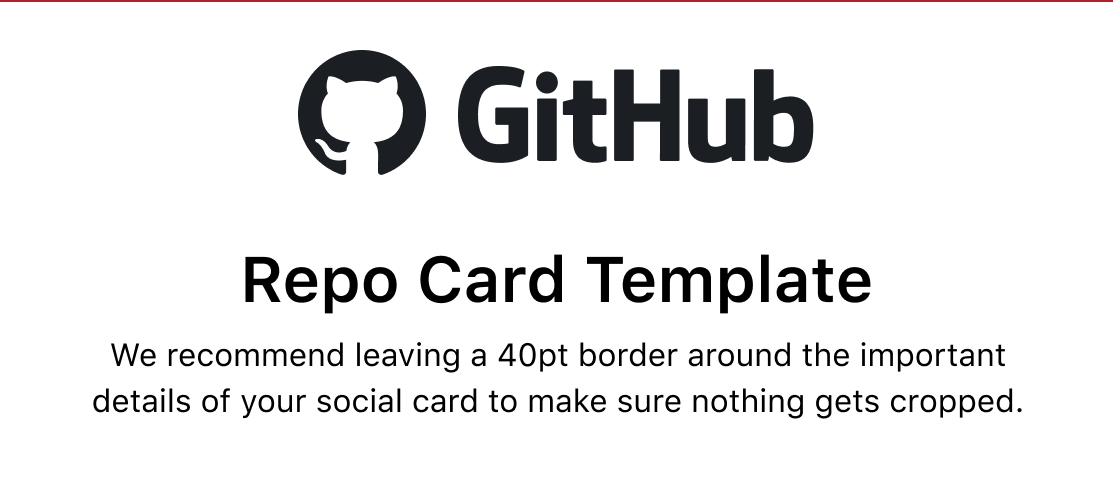 GitHub
Repo Card Template
We recommend leaving a 40pt border around the important
details of your social card to make sure nothing gets cropped.